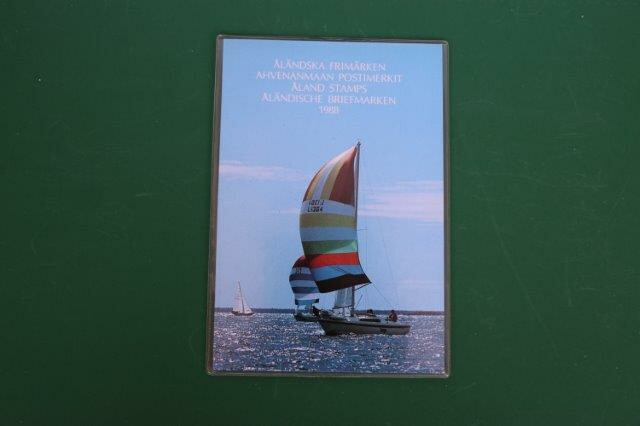 ÅLÄNDSKA FRIMÄRKEN
AHVENANMAAN POSTIMERKIT
ÅLAND STAMPS
ÅLÄNDISCHE BRIEFMARKEN
1988